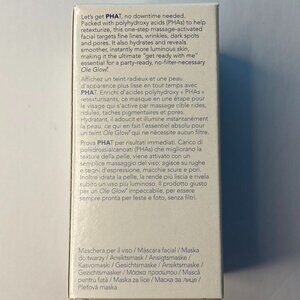 Let's get PHAT, no downtime needed.
Packed with polyhydroxy acids (PHAs) to help
retexturize, this one-step massage-activated
facial targets fine lines, wrinkles, dark spots
and pores. It also hydrates and reveals
smoother, instantly more luminous skin,
making it the ultimate "get ready with me"
essential for a party-ready, no-filter-necessary
Ole Glow®.
Affichez un teint radieux et une peau
d'apparence plus lisse en tout temps avec
PHAT. Enrichi d'acides polyhydroxy « PHAs »
retexturisants, ce masque en une étape pour
le visage qui s'active par massage cible rides,
ridules, taches pigmentaires et pores.
Hydratant, il adoucit et illumine instantanément
la peau, ce qui en fait l'essentiel absolu pour
un teint Ole Glow® qui ne nécessite aucun filtre.
Prova PHAT per risultati immediati. Carico di
poliidrossialcanoati (PHAs) che migliorano la
texture della pelle, viene attivato con un
semplice massaggio del viso: agisce su rughe
e segni di espressione, macchie scure e pori.
Inoltre idrata la pelle, la rende più liscia e rivela
subito un viso più luminoso. Il prodotto giusto
per un Ole Glow® impeccabile, per essere
sempre pronta per feste e foto, senza filtri.
Maschera per il viso / Máscara facial / Maska
do twarzy / Ansiktsmask / Ansigtsmaske /
Kasvomaski / Gesichtsmaske / Ansiktsmaske /
Gezichtsmasker / Μάσκα προσώπου / Mască
pentru față / Maska za lice / Маска за лице /
Pleťová maska